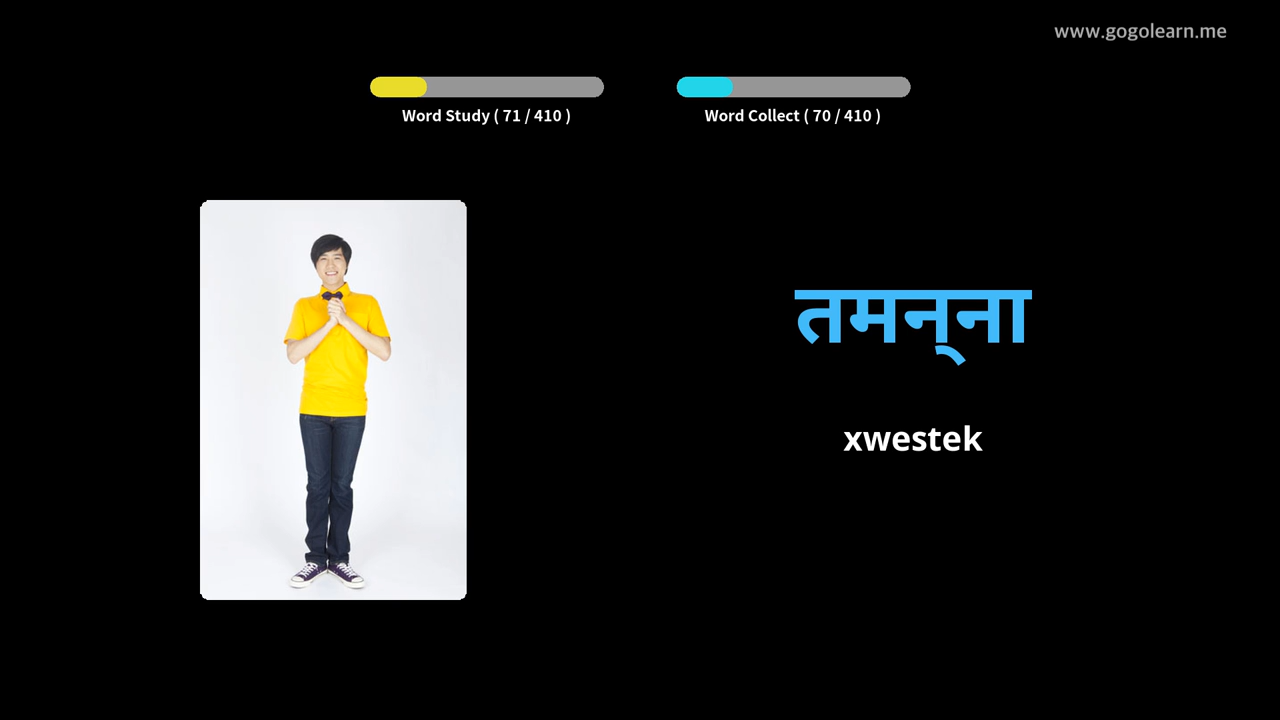 www.gogolearn.me
Word Study ( 71 / 410 )
Word Collect ( 70 / 410 )
तमन्‌ना
xwestek